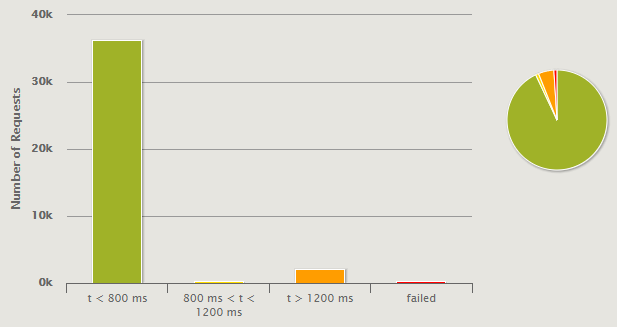 40k
30k
20k
10k
0k
Number of Requests
t < 800 ms
800 ms < t <
1200 ms
t > 1200 ms
failed